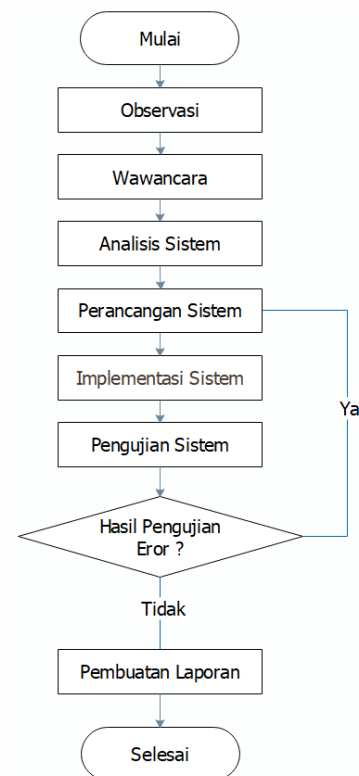 Mulai
Observasi
Wawancara
Analisis Sistem
Perancangan Sistem
Implementasi Sistem
Ya
Pengujian Sistem
Hasil Pengujian
Eror ?
Tidak
Pembuatan Laporan
Selesai